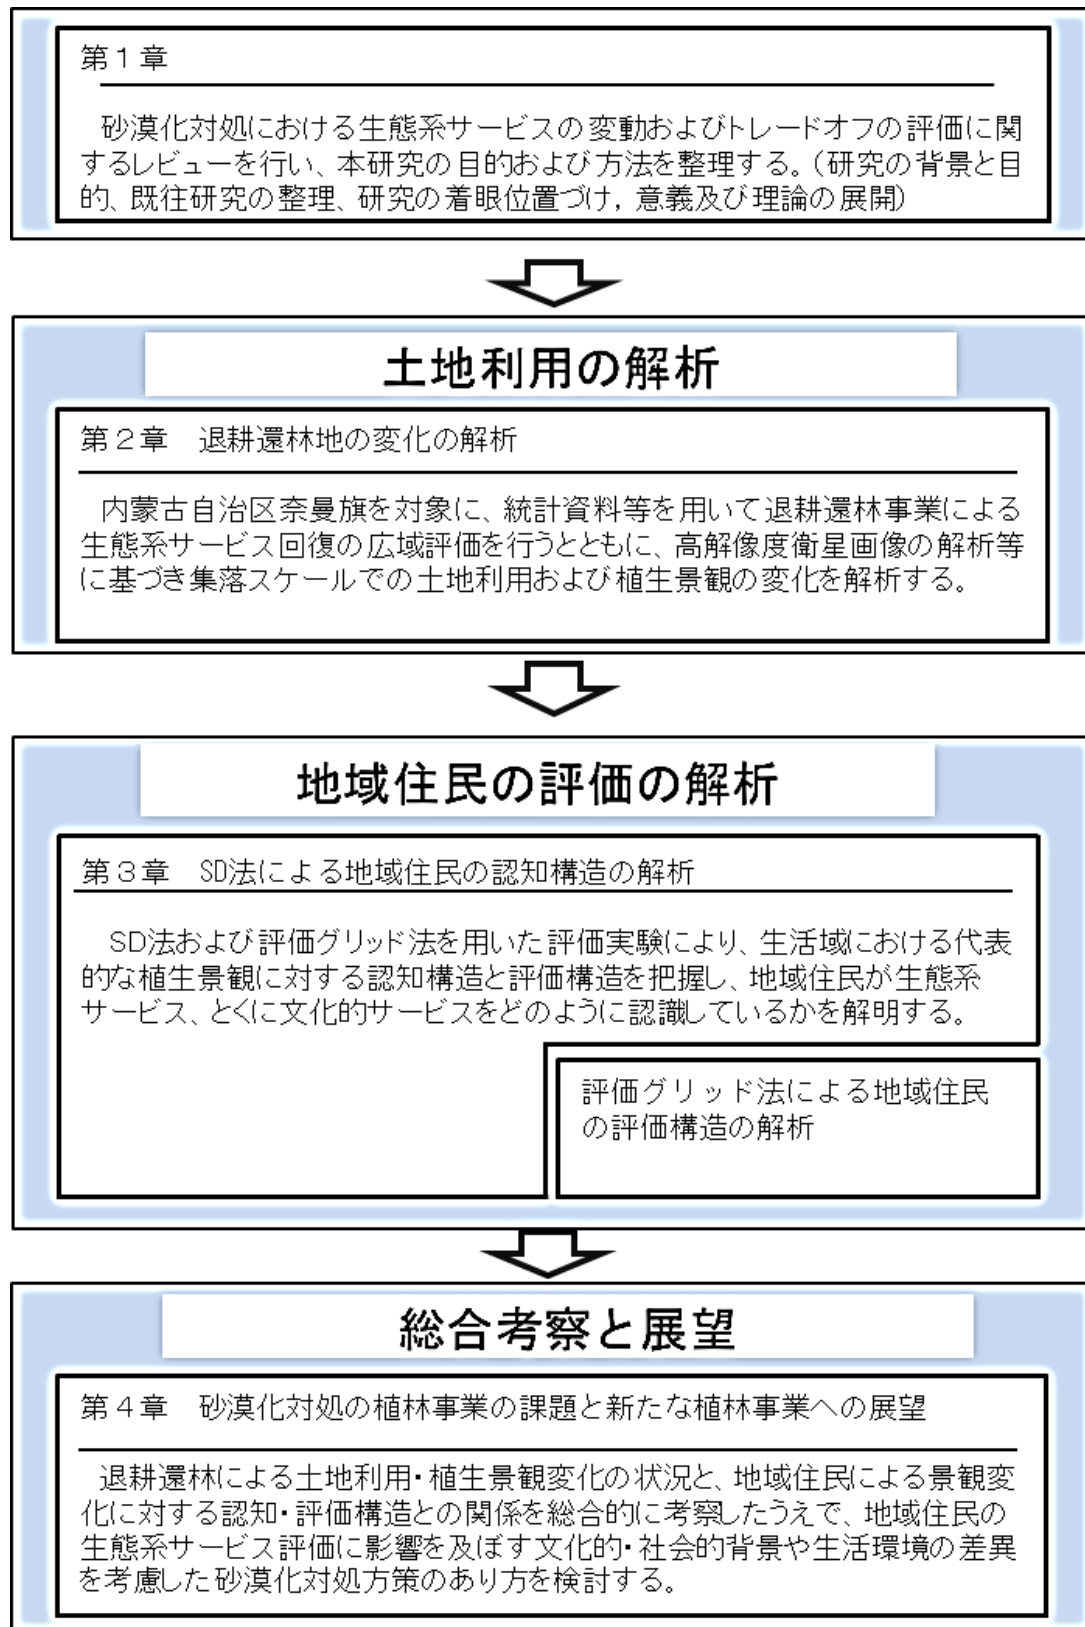 第１章
砂漠化対処における生態系サービスの変動およびトレードオフの評価に関
するレビューを行い、本研究の目的および方法を整理する。（研究の背景と目
的、既往研究の整理、研究の着眼位置づけ，意義及び理論の展開）
土地利用の解析
第２章　退耕還林地の変化の解析
内蒙古自治区奈曼旗を対象に、統計資料等を用いて退耕還林事業による
生態系サービス回復の広域評価を行うとともに、高解像度衛星画像の解析等
に基づき集落スケールでの土地利用および植生景観の変化を解析する。
地域住民の評価の解析
第３章　SD法による地域住民の認知構造の解析
SD法および評価グリッド法を用いた評価実験により、生活域における代表
的な植生景観に対する認知構造と評価構造を把握し、地域住民が生態系
サービス、とくに文化的サービスをどのように認識しているかを解明する。
評価グリッド法による地域住民
の評価構造の解析
総合考察と展望
第４章　砂漠化対処の植林事業の課題と新たな植林事業への展望
退耕還林による土地利用・植生景観変化の状況と、地域住民による景観変
化に対する認知・評価構造との関係を総合的に考察したうえで、地域住民の
生態系サービス評価に影響を及ぼす文化的・社会的背景や生活環境の差異
を考慮した砂漠化対処方策のあり方を検討する。